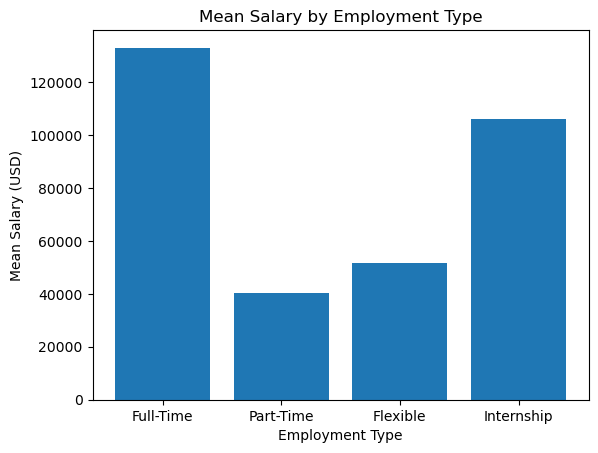 Mean Salary by Employment Type
Mean Salary (USD)
120000
100000
80000
60000
40000
20000
0
Full-Time Part-Time Flexible Internship
Employment Type